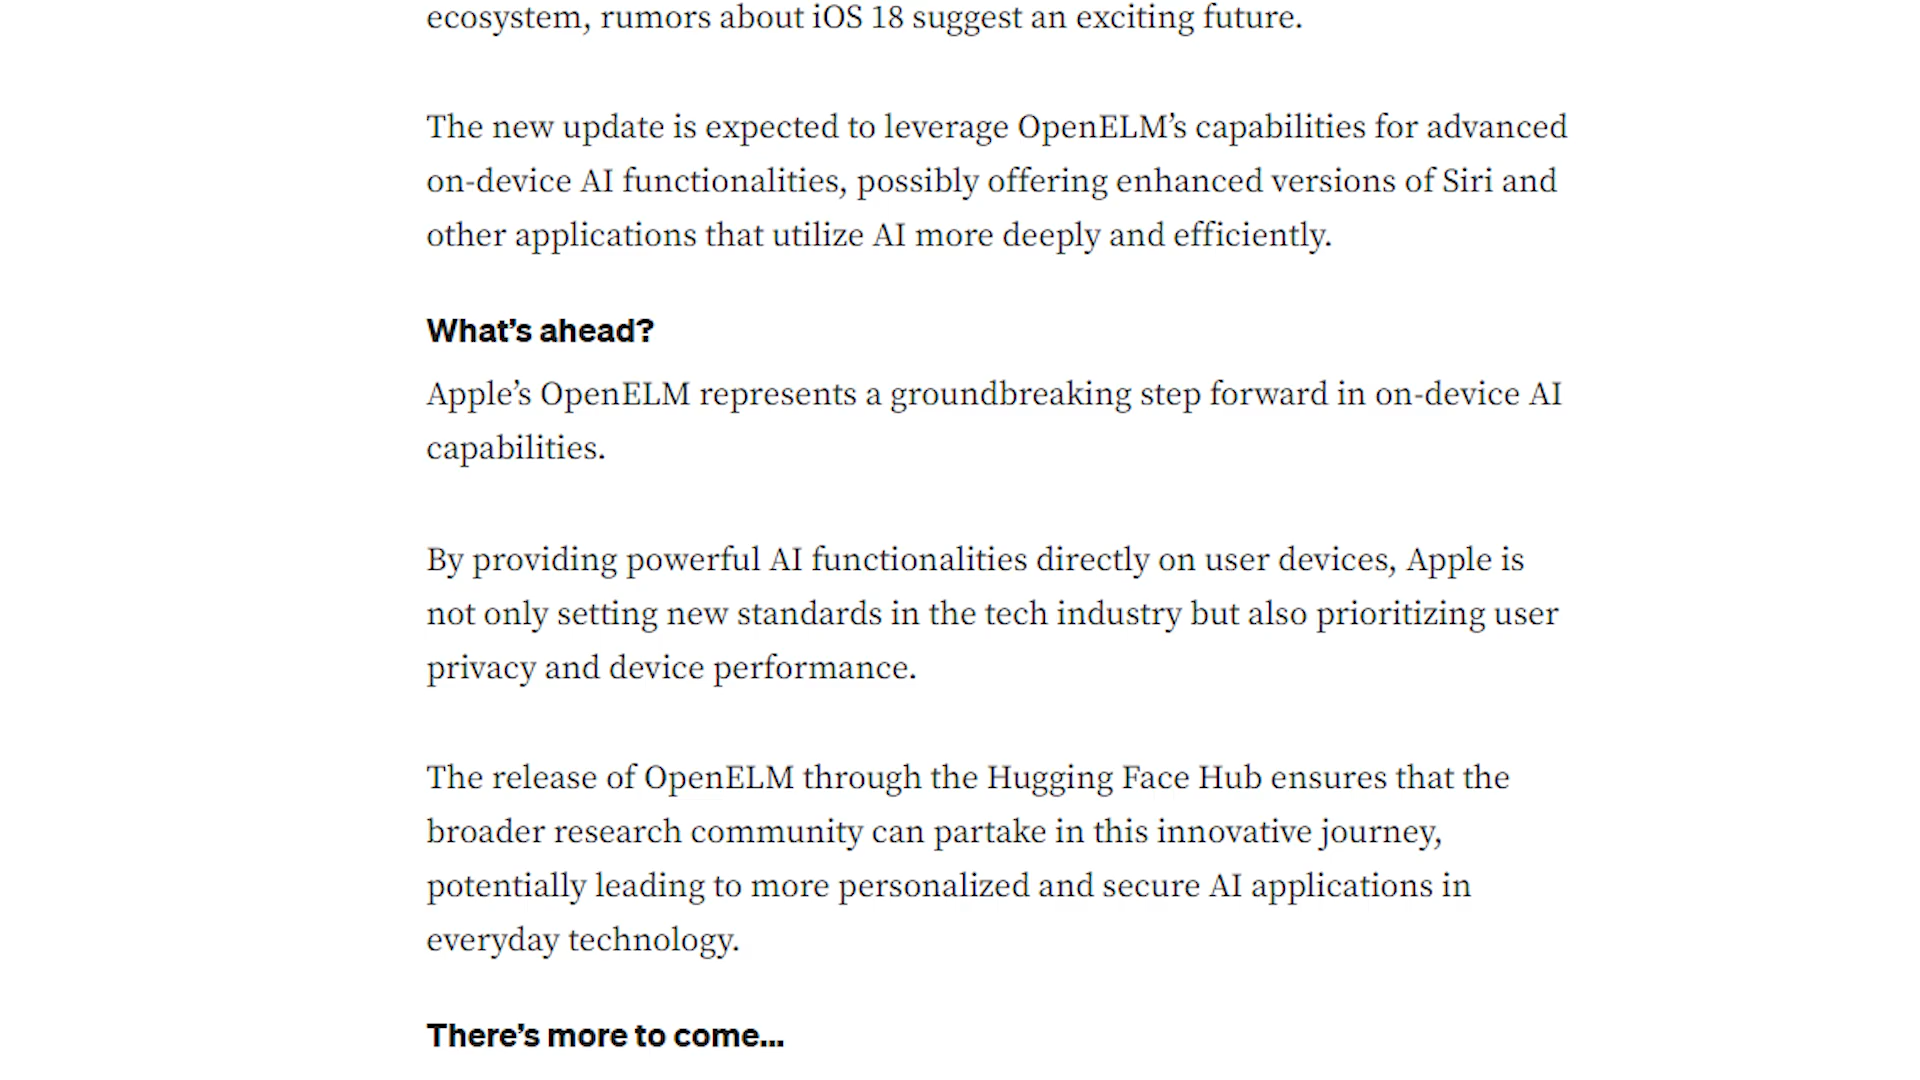 ecosystem, rumors about iOS 18 suggest an exciting future.
The new update is expected to leverage OpenELM’s capabilities for advanced
on-device AI functionalities, possibly offering enhanced versions of Siri and
other applications that utilize AI more deeply and efficiently.
What’s ahead?
Apple’s OpenELM represents a groundbreaking step forward in on-device AI
capabilities.
By providing powerful AI functionalities directly on user devices, Apple is
not only setting new standards in the tech industry but also prioritizing user
privacy and device performance.
The release of OpenELM through the Hugging Face Hub ensures that the
broader research community can partake in this innovative journey,
potentially leading to more personalized and secure AI applications in
everyday technology.
There’s more to come...